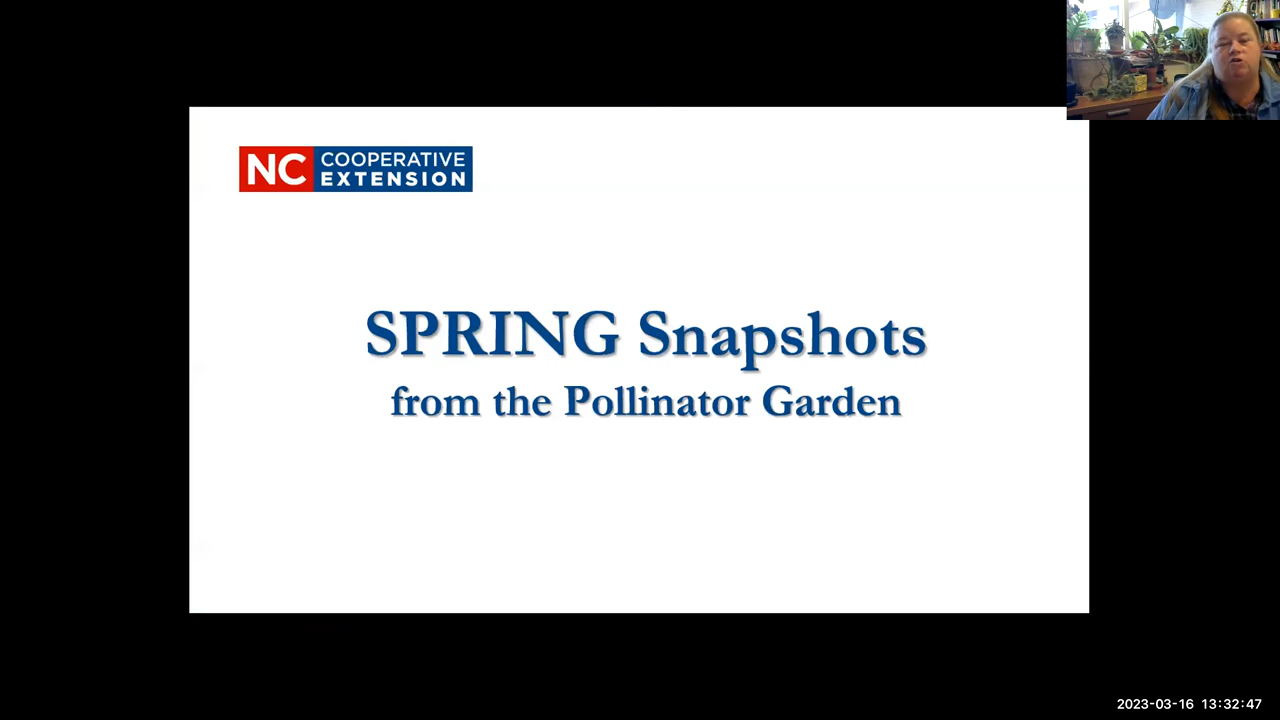 NC COOPERATIVE
EXTENSION
SPRING Snapshots
from the Pollinator Garden
2023-03-16 13:32:47